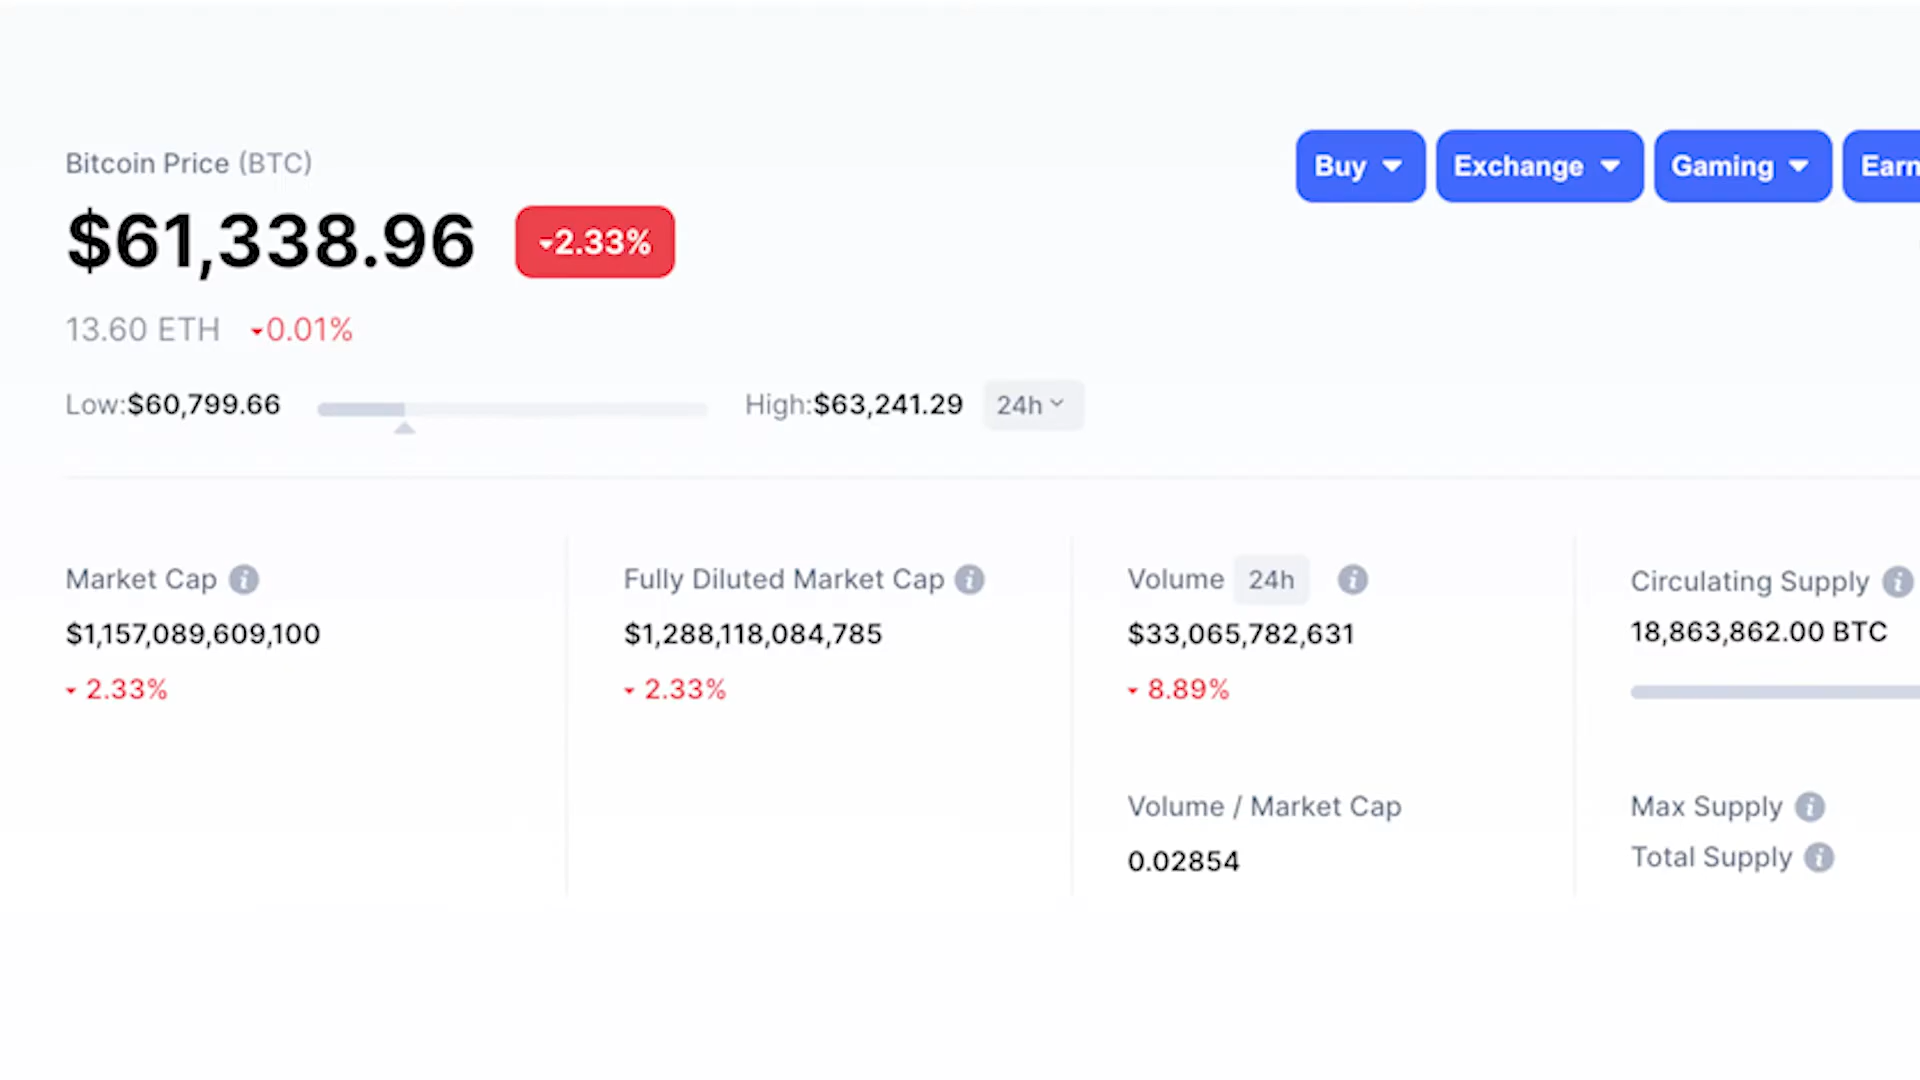 Bitcoin Price (BTC)
$61,338.96 2.33%
13.60 ETH 0.01%
Low:$60,799.66 High:$63,241.29 24h
Buy Exchange Gaming Earn
Market Cap
$1,157,089,609,100
2.33%
Fully Diluted Market Cap
$1,288,118,084,785
2.33%
Volume 24h
$33,065,782,631
8.89%
Volume / Market Cap
0.02854
Circulating Supply
18,863,862.00 BTC
Max Supply
Total Supply